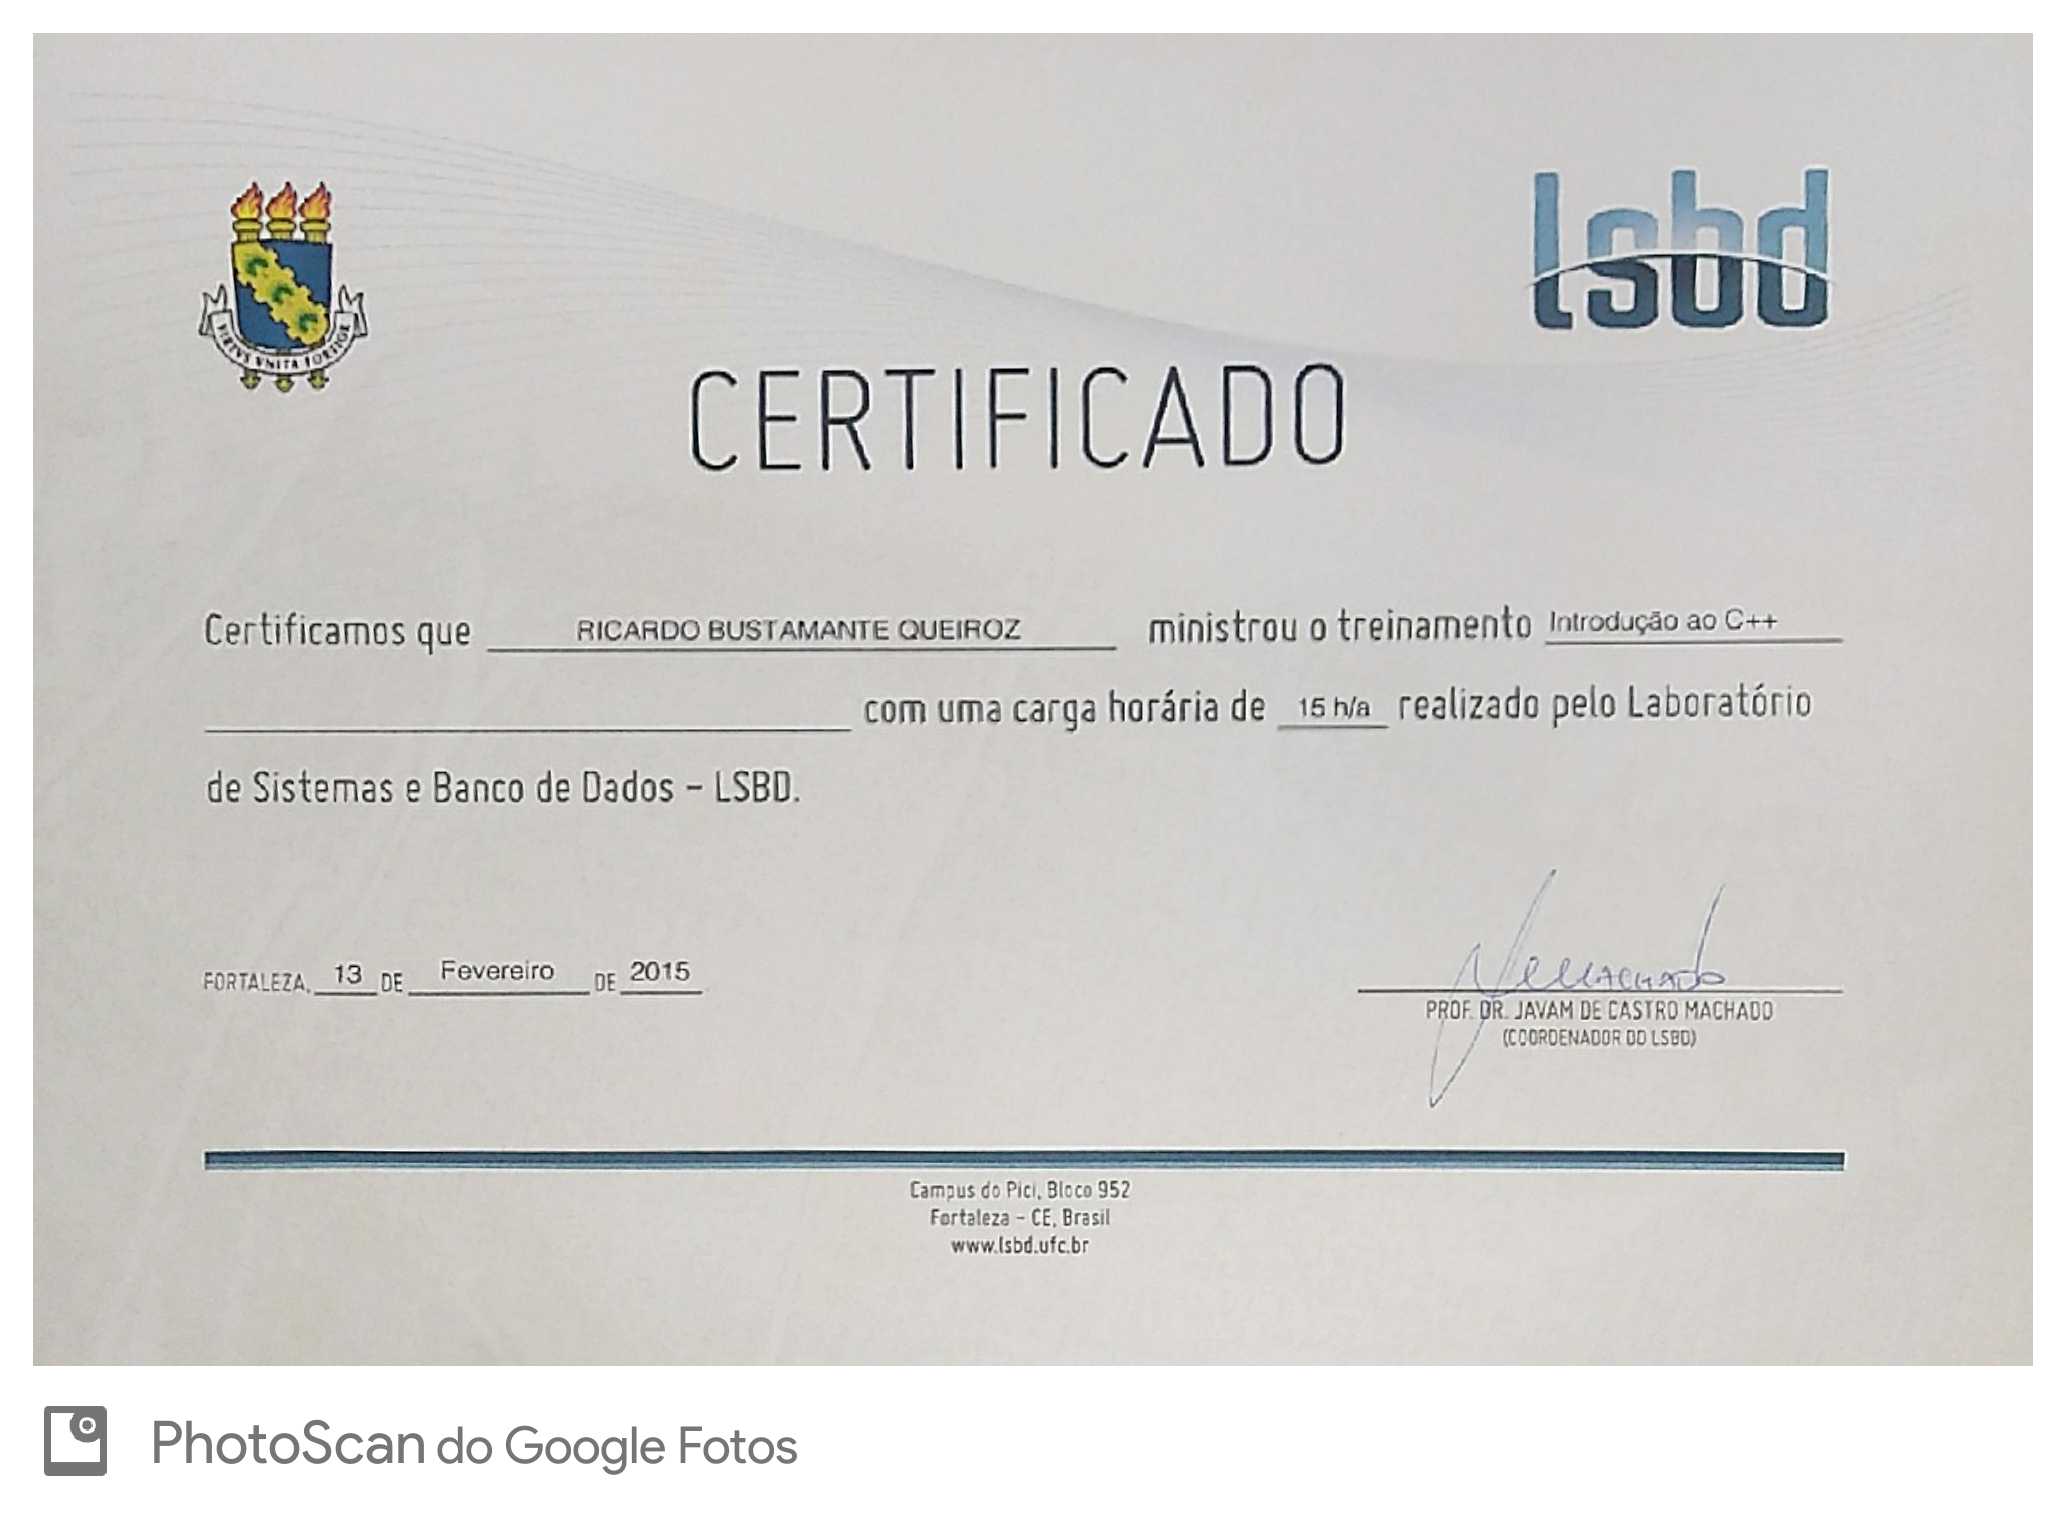 VIRTVS UNITA FORTIOR
lsbd
CERTIFICADO
Certificamos que RICARDO BUSTAMANTE QUEIROZ ministrou o treinamento Introdução ao C++
com uma carga horária de 15 h/a realizado pelo Laboratório
de Sistemas e Banco de Dados - LSBD.
FORTALEZA, 13 DE Fevereiro DE 2015
PROF. DR. JAVAM DE CASTRO MACHADO
(COORDENADOR DO LSBD)
Campus do Pici, Bloco 952
Fortaleza - CE, Brasil
www.lsbd.ufc.br
PhotoScan do Google Fotos